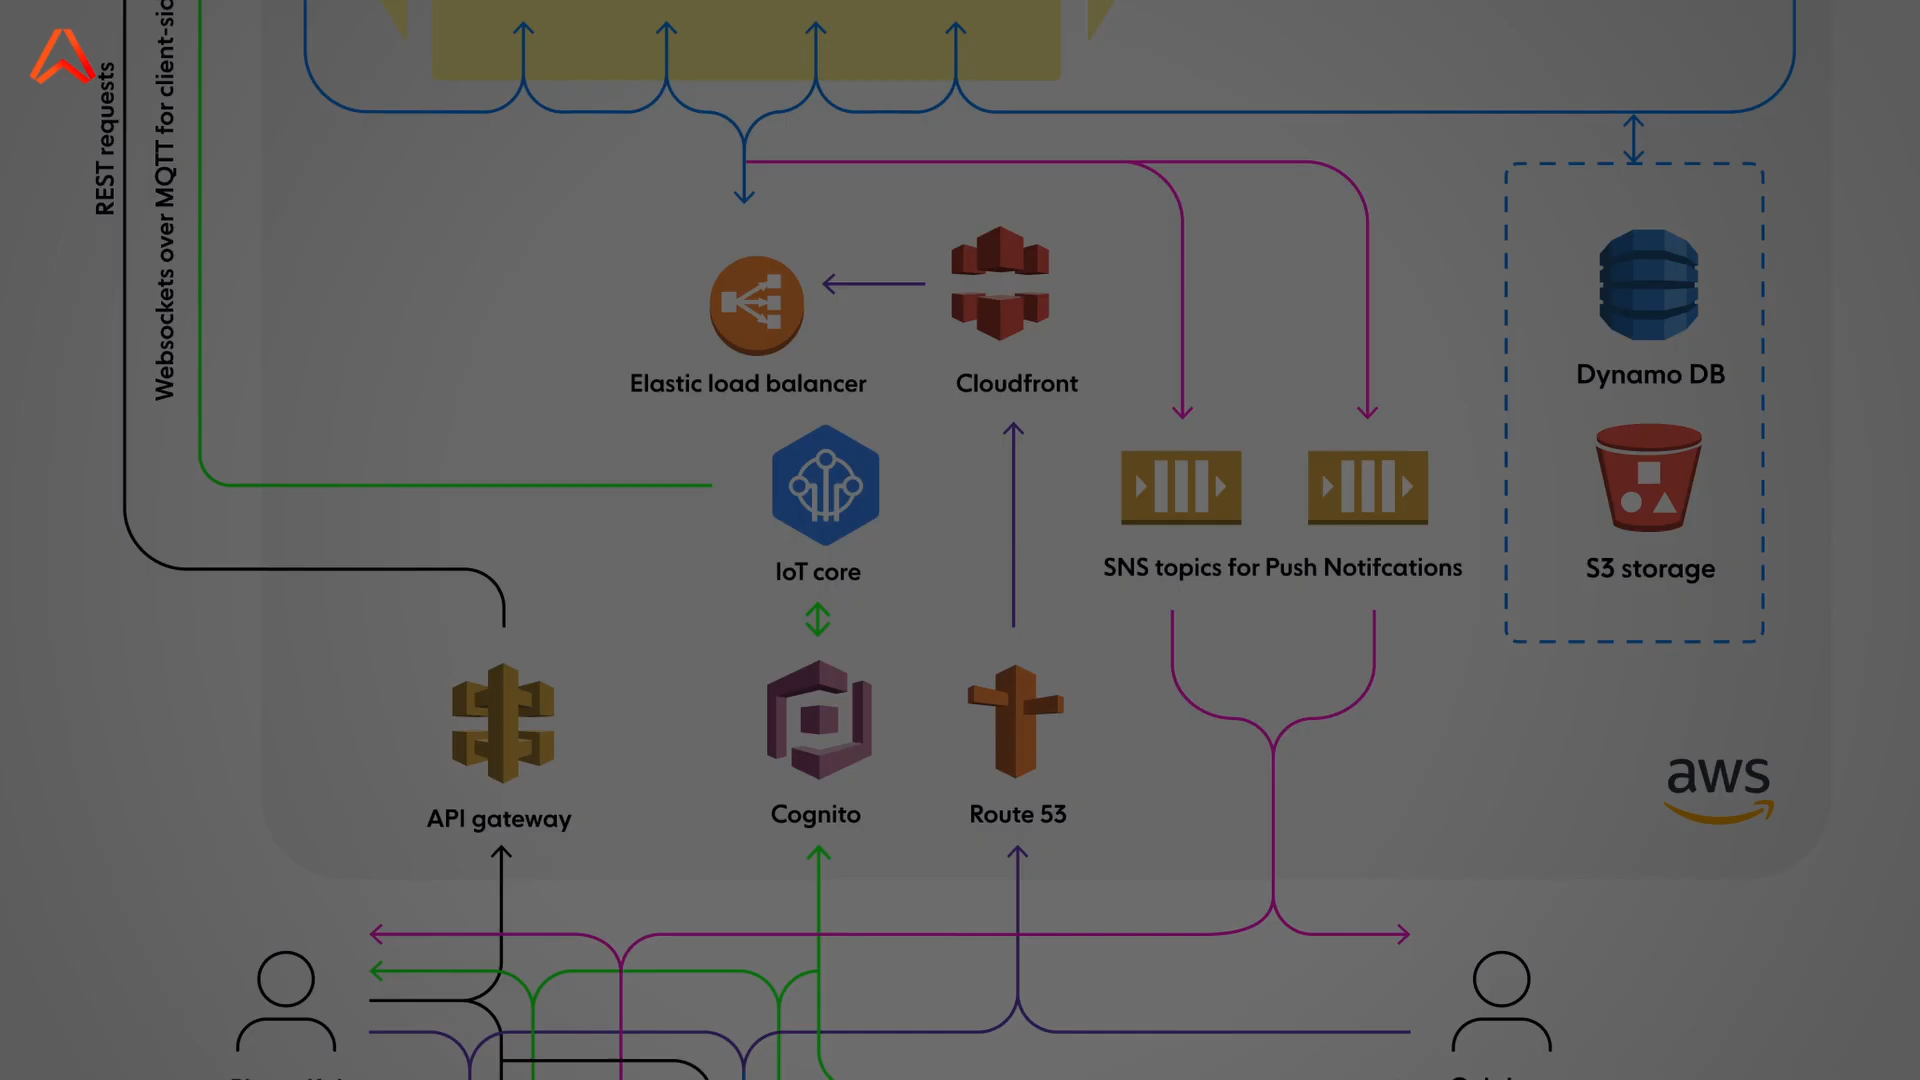 REST requests
Websockets over MQTT for client-sid
Elastic load balancer
Cloudfront
Dynamo DB
IoT core
SNS topics for Push Notifcations
S3 storage
API gateway
Cognito
Route 53
aws